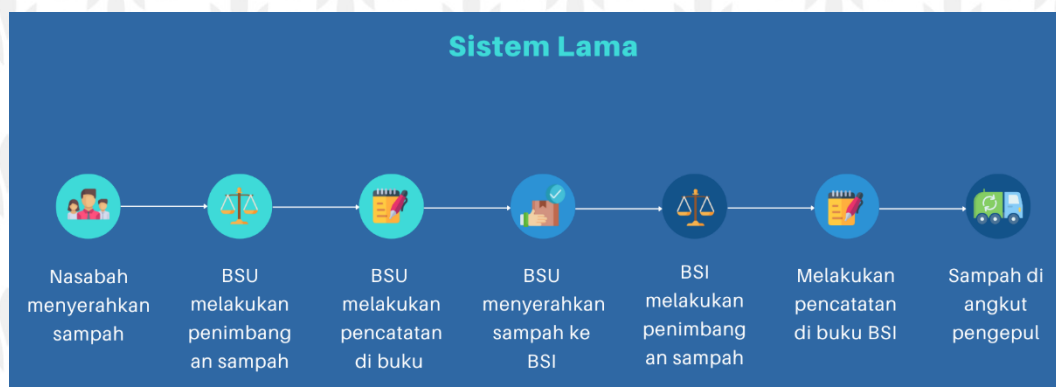 Sistem Lama
Nasabah
menyerahkan
sampah
BSU
melakukan
penimbang
an sampah
BSU
melakukan
pencatatan
di buku
BSU
menyerahkan
sampah ke
BSI
BSI
melakukan
penimbang
an sampah
Melakukan
pencatatan
di buku BSI
Sampah di
angkut
pengepul